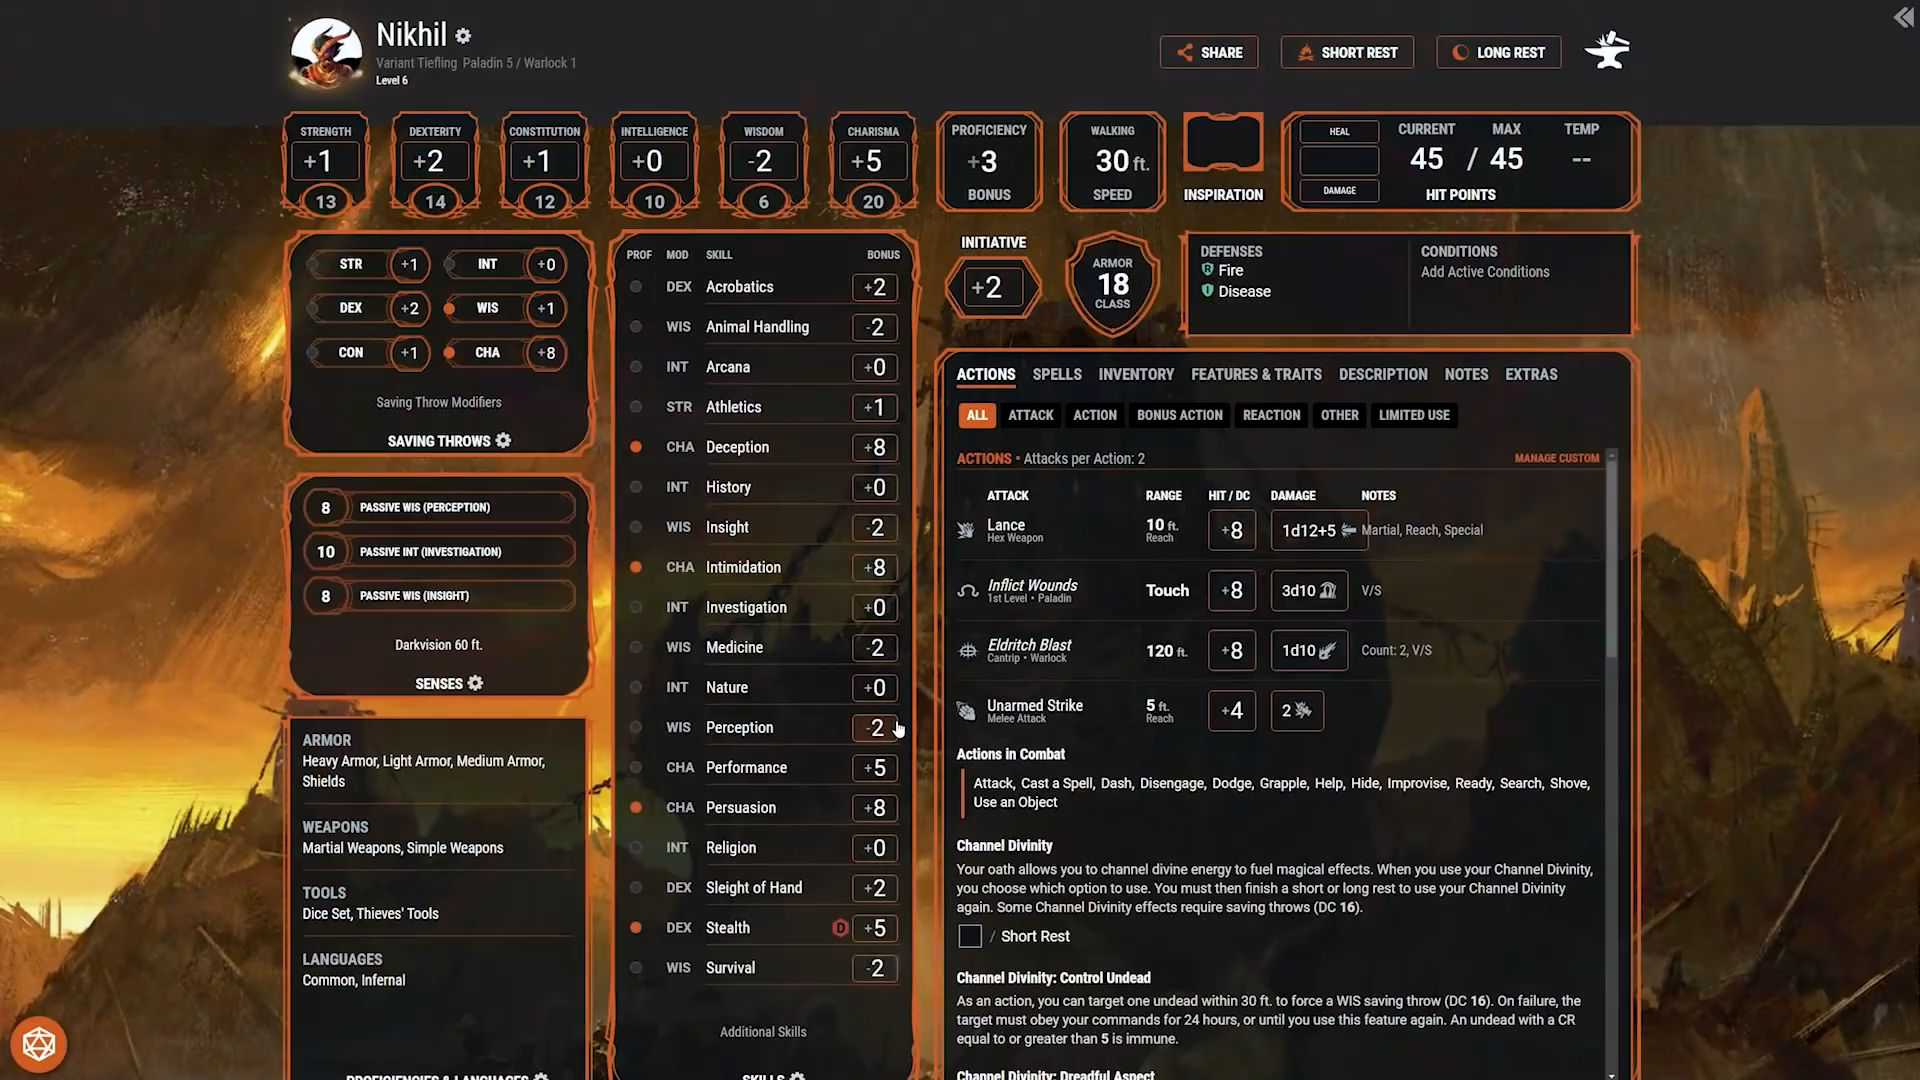 Nikhil
Variant Tiefling Paladin 5 / Warlock 1
Level 6
SHARE
SHORT REST
LONG REST
STRENGTH
+1
13
DEXTERITY
+2
14
CONSTITUTION
+1
12
INTELLIGENCE
+0
10
WISDOM
-2
6
CHARISMA
+5
20
PROFICIENCY
+3
BONUS
WALKING
30 ft.
SPEED
INSPIRATION
HEAL
DAMAGE
CURRENT MAX TEMP
45 / 45 --
HIT POINTS
STR +1 INT +0
DEX +2 WIS +1
CON +1 CHA +8
Saving Throw Modifiers
SAVING THROWS
8 PASSIVE WIS (PERCEPTION)
10 PASSIVE INT (INVESTIGATION)
8 PASSIVE WIS (INSIGHT)
Darkvision 60 ft.
SENSES
ARMOR
Heavy Armor, Light Armor, Medium Armor,
Shields
WEAPONS
Martial Weapons, Simple Weapons
TOOLS
Dice Set, Thieves' Tools
LANGUAGES
Common, Infernal
PROFICIENCIES & LANGUAGES
PROF MOD SKILL BONUS
DEX Acrobatics +2
WIS Animal Handling -2
INT Arcana +0
STR Athletics +1
CHA Deception +8
INT History +0
WIS Insight -2
CHA Intimidation +8
INT Investigation +0
WIS Medicine -2
INT Nature +0
WIS Perception -2
CHA Performance +5
CHA Persuasion +8
INT Religion +0
DEX Sleight of Hand +2
DEX Stealth D +5
WIS Survival -2
Additional Skills
SKILLS
INITIATIVE
+2
ARMOR
18
CLASS
DEFENSES
R Fire
I Disease
CONDITIONS
Add Active Conditions
ACTIONS SPELLS INVENTORY FEATURES & TRAITS DESCRIPTION NOTES EXTRAS
ALL ATTACK ACTION BONUS ACTION REACTION OTHER LIMITED USE
ACTIONS • Attacks per Action: 2 MANAGE CUSTOM
ATTACK RANGE HIT / DC DAMAGE NOTES
Lance 10 ft. +8 1d12+5 Martial, Reach, Special
Hex Weapon Reach
Inflict Wounds Touch +8 3d10 V/S
1st Level • Paladin
Eldritch Blast 120 ft. +8 1d10 Count: 2, V/S
Cantrip • Warlock
Unarmed Strike 5 ft. +4 2
Melee Attack Reach
Actions in Combat
Attack, Cast a Spell, Dash, Disengage, Dodge, Grapple, Help, Hide, Improvise, Ready, Search, Shove,
Use an Object
Channel Divinity
Your oath allows you to channel divine energy to fuel magical effects. When you use your Channel Divinity,
you choose which option to use. You must then finish a short or long rest to use your Channel Divinity
again. Some Channel Divinity effects require saving throws (DC 16).
/ Short Rest
Channel Divinity: Control Undead
As an action, you can target one undead within 30 ft. to force a WIS saving throw (DC 16). On failure, the
target must obey your commands for 24 hours, or until you use this feature again. An undead with a CR
equal to or greater than 5 is immune.
Channel Divinity: Dreadful Aspect